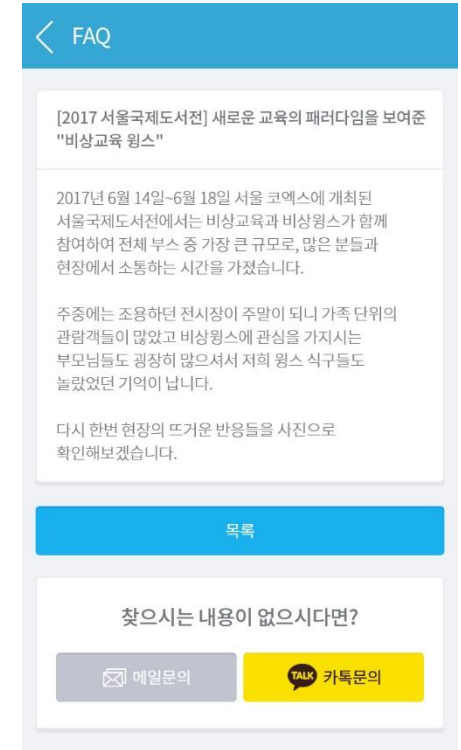 FAQ
[2017 서울국제도서전] 새로운 교육의 패러다임을 보여준
"비상교육 윙스"
2017년 6월 14일~6월 18일 서울 코엑스에 개최된
서울국제도서전에서는 비상교육과 비상윙스가 함께
참여하여 전체 부스 중 가장 큰 규모로, 많은 분들과
현장에서 소통하는 시간을 가졌습니다.
주중에는 조용하던 전시장이 주말이 되니 가족 단위의
관람객들이 많았고 비상윙스에 관심을 가지시는
부모님들도 굉장히 많으셔서 저희 윙스 식구들도
놀랐었던 기억이 납니다.
다시 한번 현장의 뜨거운 반응들을 사진으로
확인해보겠습니다.
목록
찾으시는 내용이 없으시다면?
메일문의
TALK 카톡문의